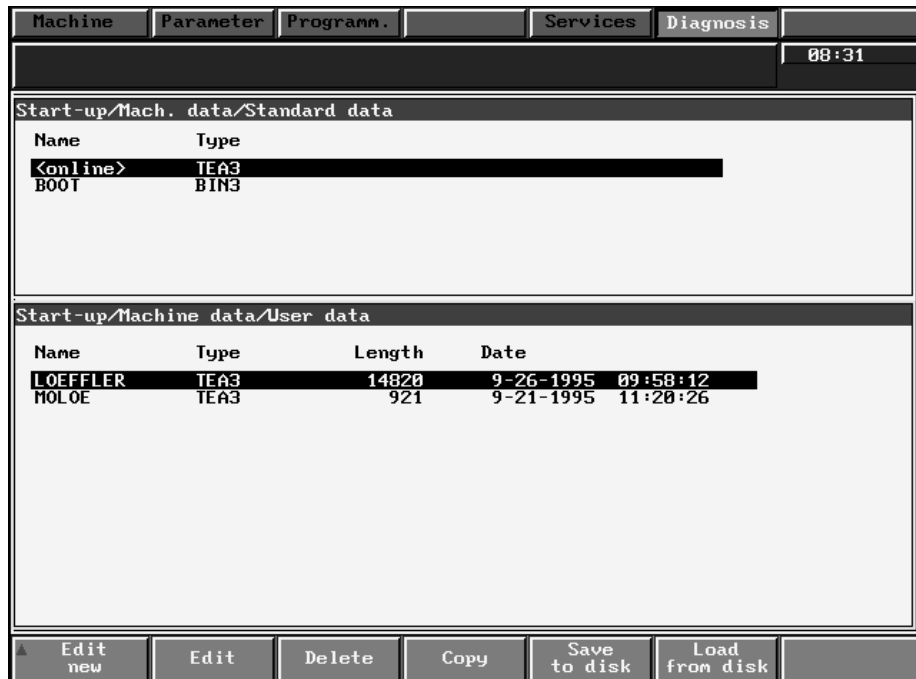 Machine Parameter Programm. Services Diagnosis
08:31
Start-up/Mach. data/Standard data
Name Type
<online> TEA3
BOOT BIN3
Start-up/Machine data/User data
Name Type Length Date
LOEFFLER TEA3 14820 9-26-1995 09:58:12
MOLOE TEA3 921 9-21-1995 11:20:26
Edit new Edit Delete Copy Save to disk Load from disk